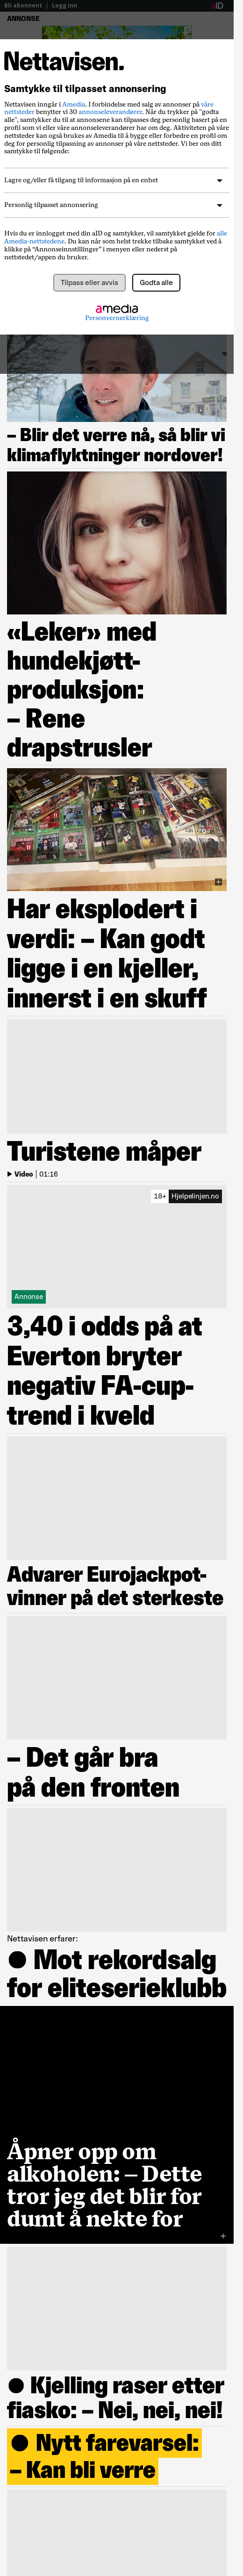 Bli abonnent | Logg inn
aID
ANNONSE
Nettavisen.
Samtykke til tilpasset annonsering
Nettavisen inngår i Amedia. I forbindelse med salg av annonser på våre
nettsteder benytter vi 30 annonseleverandører. Når du trykker på "godta
alle", samtykker du til at annonsene kan tilpasses deg personlig basert på en
profil som vi eller våre annonseleverandører har om deg. Aktiviteten på våre
nettsteder kan også brukes av Amedia til å bygge eller forbedre en profil om
deg for personlig tilpasning av annonser på våre nettsteder. Vi ber om ditt
samtykke til følgende:
Lagre og/eller få tilgang til informasjon på en enhet
Personlig tilpasset annonsering
Hvis du er innlogget med din aID og samtykker, vil samtykket gjelde for alle
Amedia-nettstedene. Du kan når som helst trekke tilbake samtykket ved å
klikke på "Annonseinnstillinger" i menyen eller nederst på
nettstedet/appen du bruker.
Tilpass eller avvis
Godta alle
amedia
Personvernerklæring
– Blir det verre nå, så blir vi
klimaflyktninger nordover!
«Leker» med
hundekjøtt-
produksjon:
– Rene
drapstrusler
Har eksplodert i
verdi: – Kan godt
ligge i en kjeller,
innerst i en skuff
Turistene måper
Video | 01:16
18+ Hjelpelinjen.no
Annonse
3,40 i odds på at
Everton bryter
negativ FA-cup-
trend i kveld
Advarer Eurojackpot-
vinner på det sterkeste
– Det går bra
på den fronten
Nettavisen erfarer:
● Mot rekordsalg
for eliteserieklubb
Åpner opp om
alkoholen: – Dette
tror jeg det blir for
dumt å nekte for
● Kjelling raser etter
fiasko: – Nei, nei, nei!
● Nytt farevarsel:
– Kan bli verre